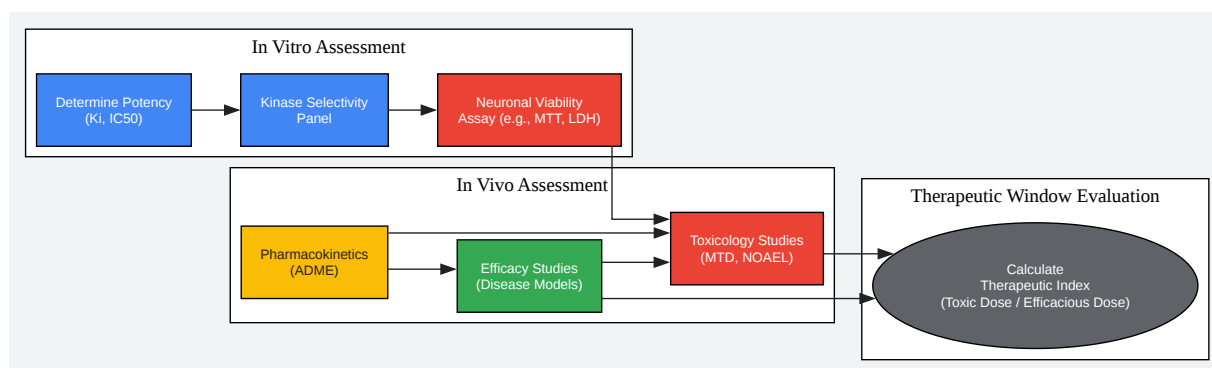 In Vitro Assessment
Determine Potency
(Ki, IC50)
Kinase Selectivity
Panel
Neuronal Viability
Assay (e.g., MTT, LDH)
In Vivo Assessment
Pharmacokinetics
(ADME)
Efficacy Studies
(Disease Models)
Toxicology Studies
(MTD, NOAEL)
Therapeutic Window Evaluation
Calculate
Therapeutic Index
(Toxic Dose / Efficacious Dose)